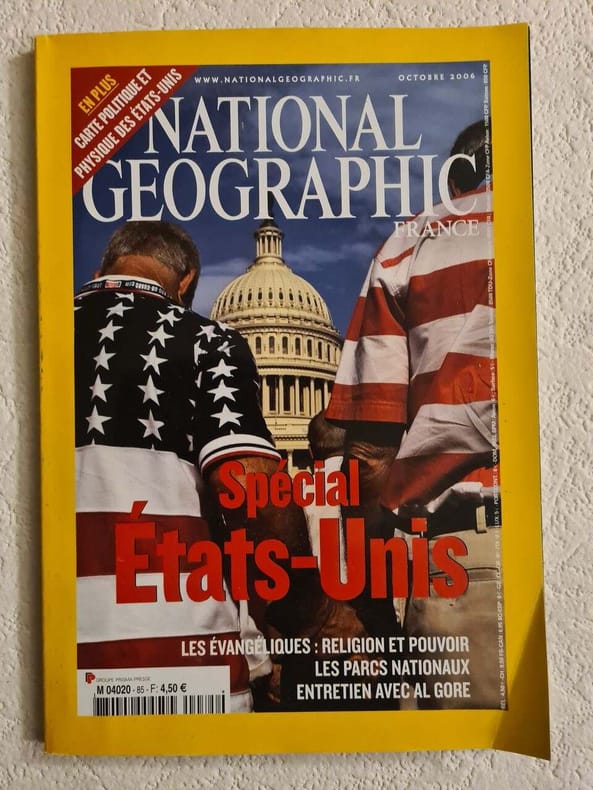 EN PLUS
CARTE POLITIQUE ET
PHYSIQUE DES ÉTATS-UNIS
WWW.NATIONALGEOGRAPHIC.FR
OCTOBRE 2006
NATIONAL
GEOGRAPHIC
FRANCE
Spécial
États-Unis
LES ÉVANGÉLIQUES : RELIGION ET POUVOIR
LES PARCS NATIONAUX
ENTRETIEN AVEC AL GORE
GROUPE PRISMA PRESSE
M 04020 - 85 - F: 4,50 €